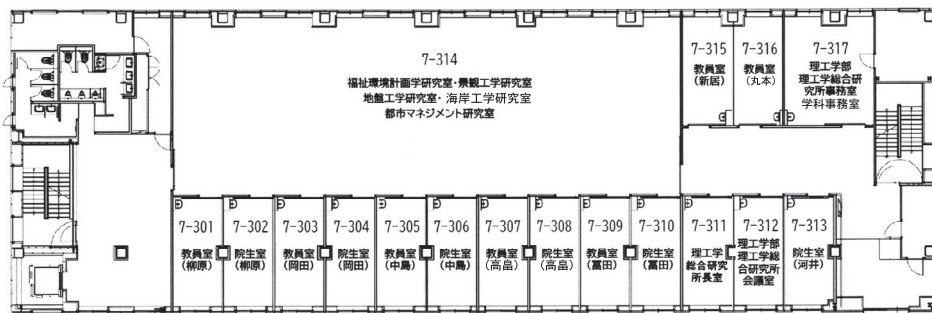 7-314
福祉環境計画学研究室・景観工学研究室
地盤工学研究室・海岸工学研究室
都市マネジメント研究室
7-315
教員室
(新居)
7-316
教員室
(丸本)
7-317
理工学部
理工学総合研
究所事務室
学科事務室
7-301
教員室
(柳原)
7-302
院生室
(柳原)
7-303
教員室
(岡田)
7-304
院生室
(岡田)
7-305
教員室
(中島)
7-306
院生室
(中島)
7-307
教員室
(高畠)
7-308
院生室
(高畠)
7-309
教員室
(冨田)
7-310
院生室
(冨田)
7-311
理工学
総合研究
所長室
7-312
理工学部
理工学総
合研究所
会議室
7-313
院生室
(河井)